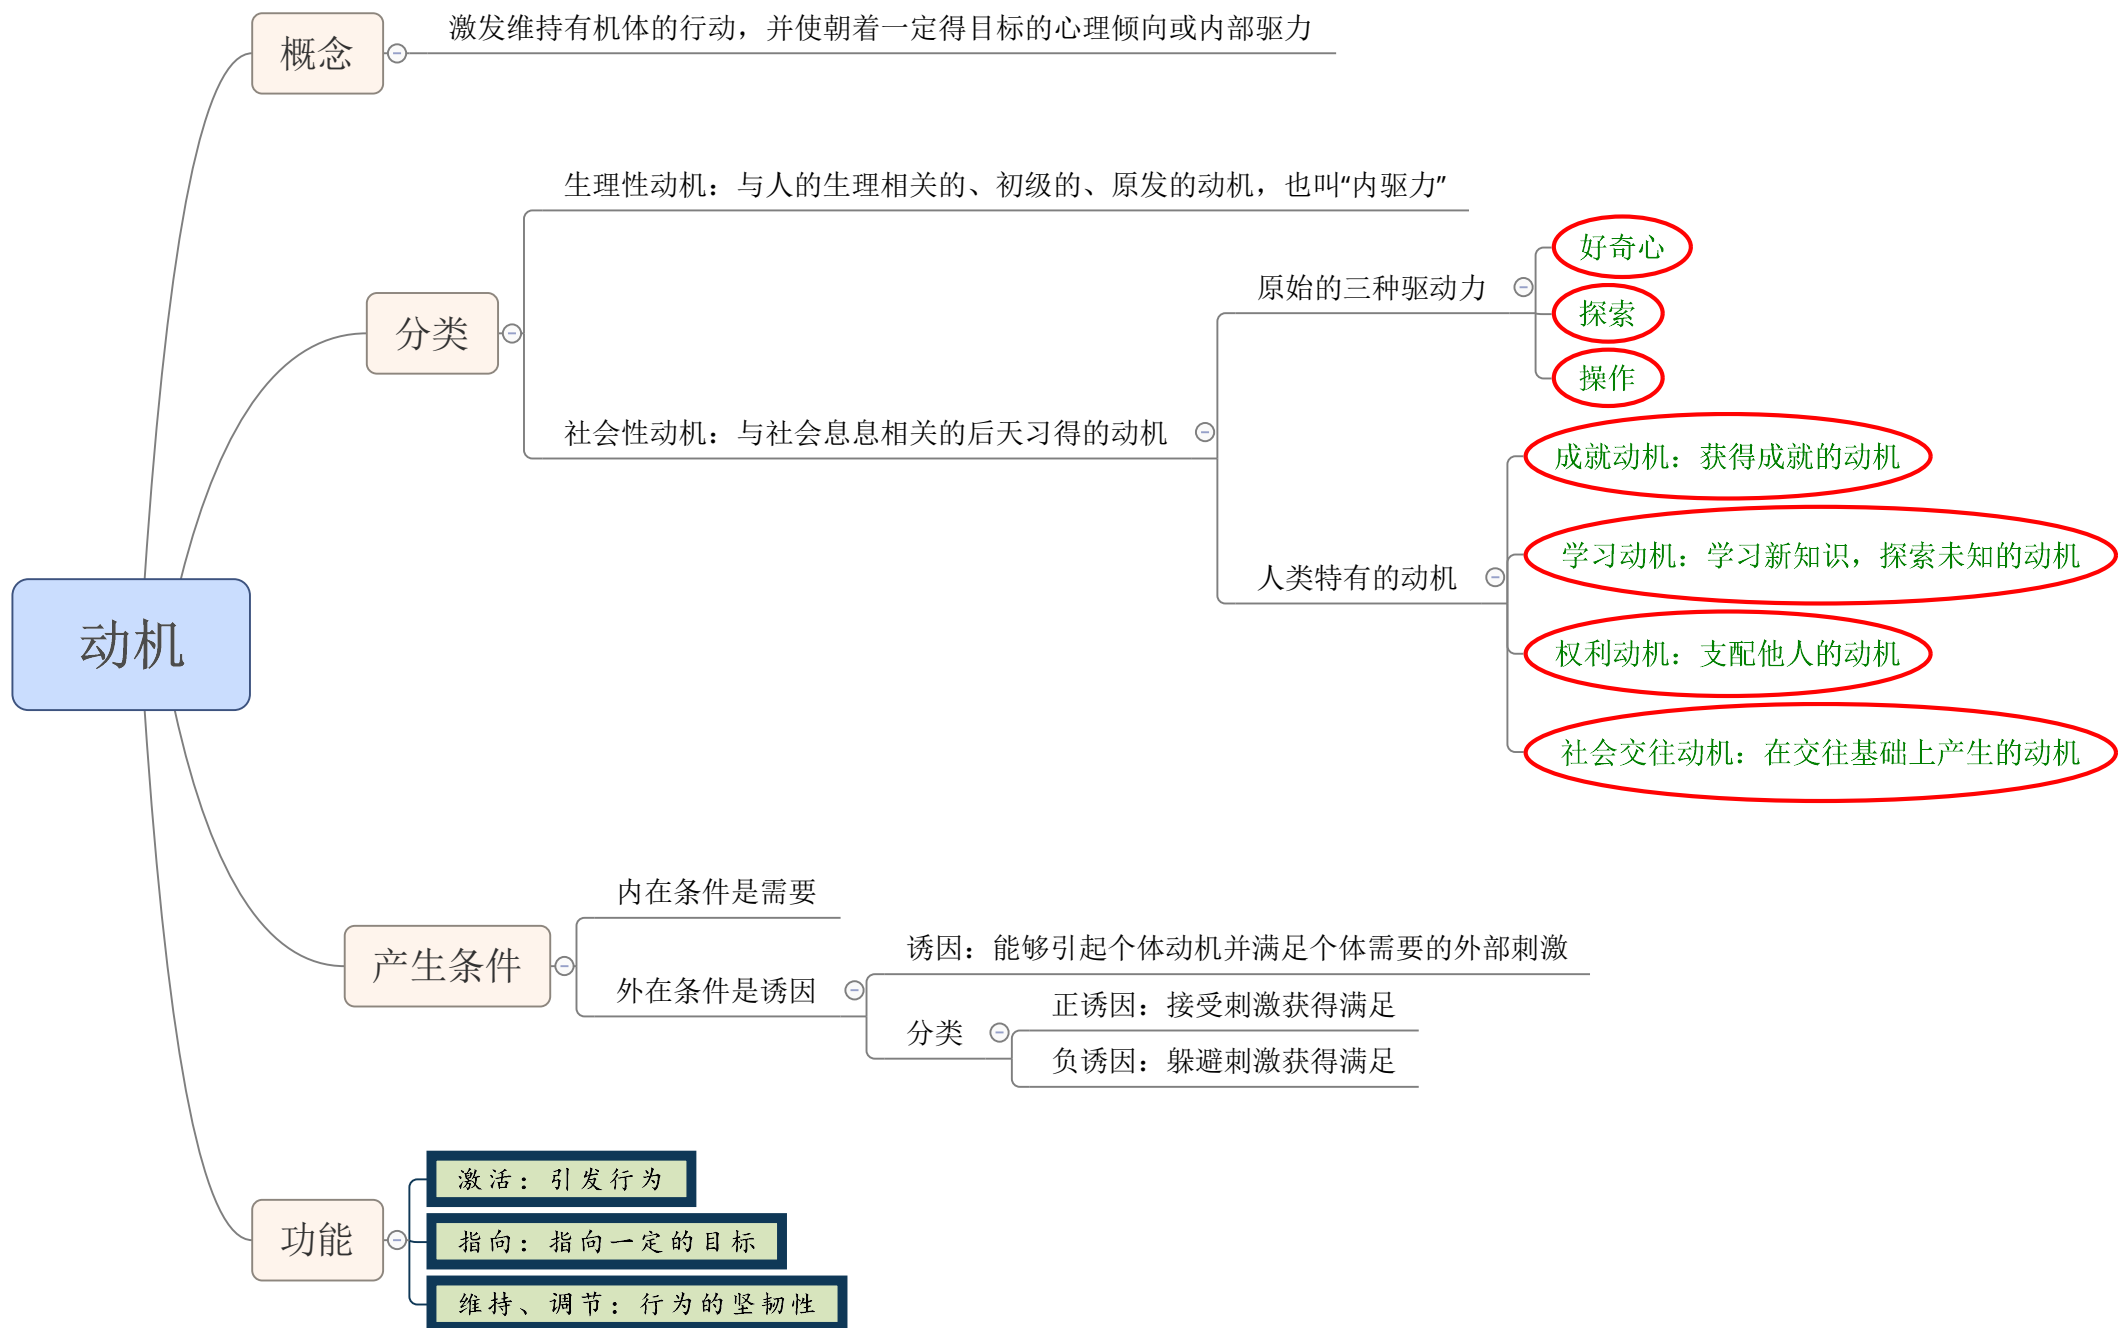 概念
激发维持有机体的行动，并使朝着一定得目标的心理倾向或内部驱力
分类
生理性动机：与人的生理相关的、初级的、原发的动机，也叫“内驱力”
社会性动机：与社会息息相关的后天习得的动机
原始的三种驱动力
好奇心
探索
操作
人类特有的动机
成就动机：获得成就的动机
学习动机：学习新知识，探索未知的动机
权利动机：支配他人的动机
社会交往动机：在交往基础上产生的动机
动机
产生条件
内在条件是需要
外在条件是诱因
诱因：能够引起个体动机并满足个体需要的外部刺激
分类
正诱因：接受刺激获得满足
负诱因：躲避刺激获得满足
功能
激活：引发行为
指向：指向一定的目标
维持、调节：行为的坚韧性